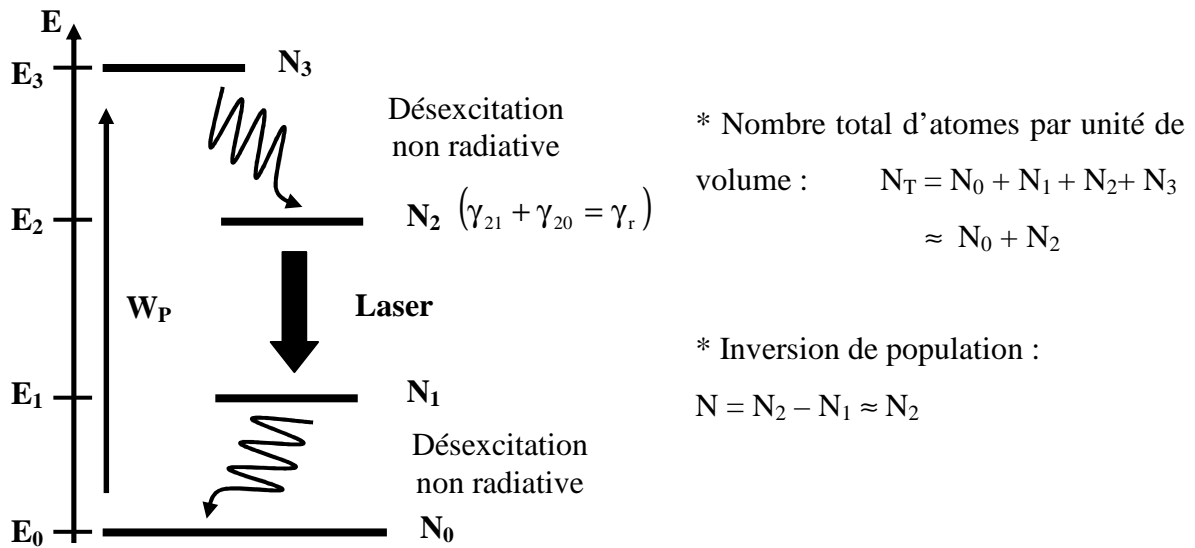 E
E₃
N₃
Désexcitation
non radiative
E₂
N₂ (γ₂₁ + γ₂₀ = γᵣ)
W_P
Laser
E₁
N₁
Désexcitation
non radiative
E₀
N₀
* Nombre total d’atomes par unité de
volume : N_T = N₀ + N₁ + N₂+ N₃
≈ N₀ + N₂
* Inversion de population :
N = N₂ – N₁ ≈ N₂